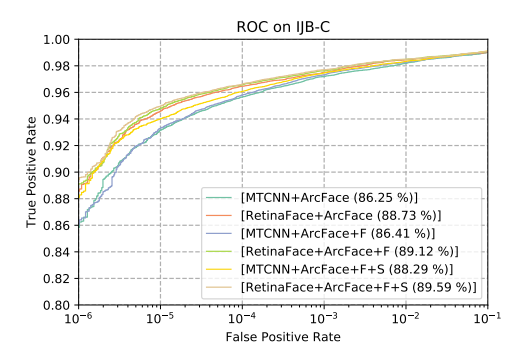 ROC on IJB-C
1.00
0.98
0.96
0.94
0.92
0.90
0.88
0.86
0.84
0.82
0.80
True Positive Rate
[MTCNN+ArcFace (86.25 %)]
[RetinaFace+ArcFace (88.73 %)]
[MTCNN+ArcFace+F (86.41 %)]
[RetinaFace+ArcFace+F (89.12 %)]
[MTCNN+ArcFace+F+S (88.29 %)]
[RetinaFace+ArcFace+F+S (89.59 %)]
10⁻⁶ 10⁻⁵ 10⁻⁴ 10⁻³ 10⁻² 10⁻¹
False Positive Rate